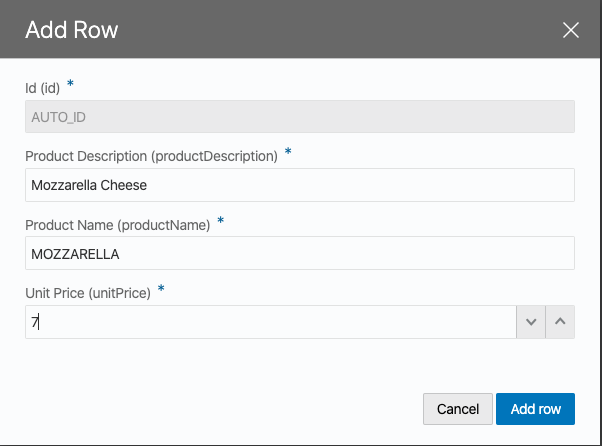 Add Row
Id (id) *
AUTO_ID
Product Description (productDescription) *
Mozzarella Cheese
Product Name (productName) *
MOZZARELLA
Unit Price (unitPrice) *
7
Cancel Add row